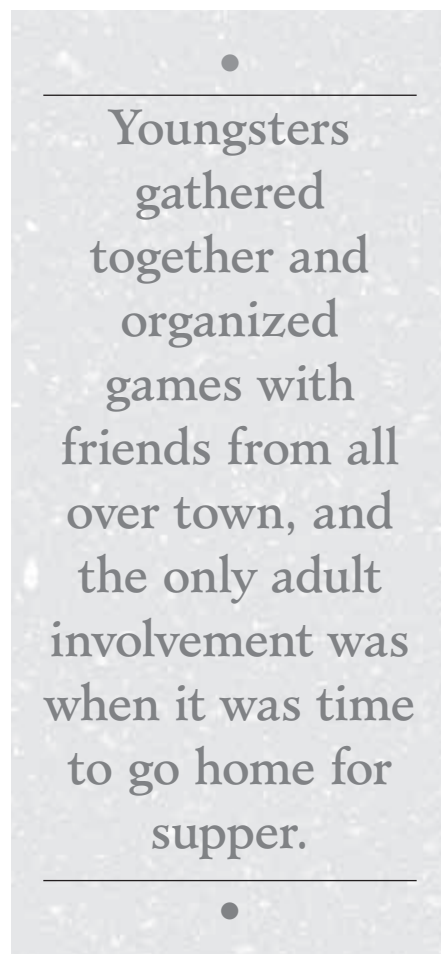 Youngsters
gathered
together and
organized
games with
friends from all
over town, and
the only adult
involvement was
when it was time
to go home for
supper.